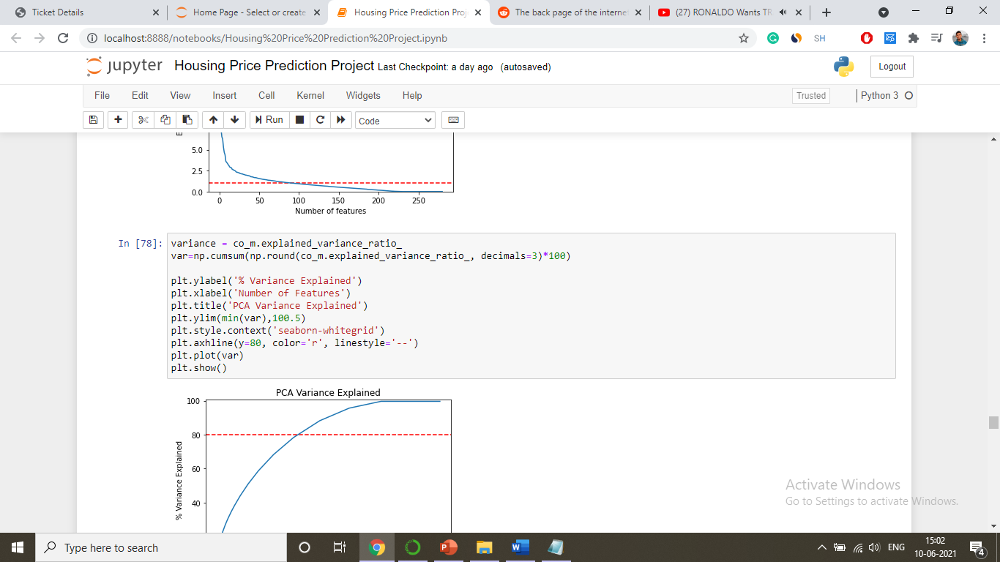 Ticket Details
Home Page - Select or create
Housing Price Prediction Proj
The back page of the internet
(27) RONALDO Wants TR
localhost:8888/notebooks/Housing%20Price%20Prediction%20Project.ipynb
SH
jupyter Housing Price Prediction Project Last Checkpoint: a day ago (autosaved)
Logout
File Edit View Insert Cell Kernel Widgets Help
Trusted
Python 3
Run
Code
5.0
2.5
0.0
0 50 100 150 200 250
Number of features
In [78]:
variance = co_m.explained_variance_ratio_
var=np.cumsum(np.round(co_m.explained_variance_ratio_, decimals=3)*100)
plt.ylabel('% Variance Explained')
plt.xlabel('Number of Features')
plt.title('PCA Variance Explained')
plt.ylim(min(var),100.5)
plt.style.context('seaborn-whitegrid')
plt.axhline(y=80, color='r', linestyle='--')
plt.plot(var)
plt.show()
PCA Variance Explained
100
80
60
40
% Variance Explained
Activate Windows
Go to Settings to activate Windows.
Type here to search
ENG
15:02
10-06-2021
4